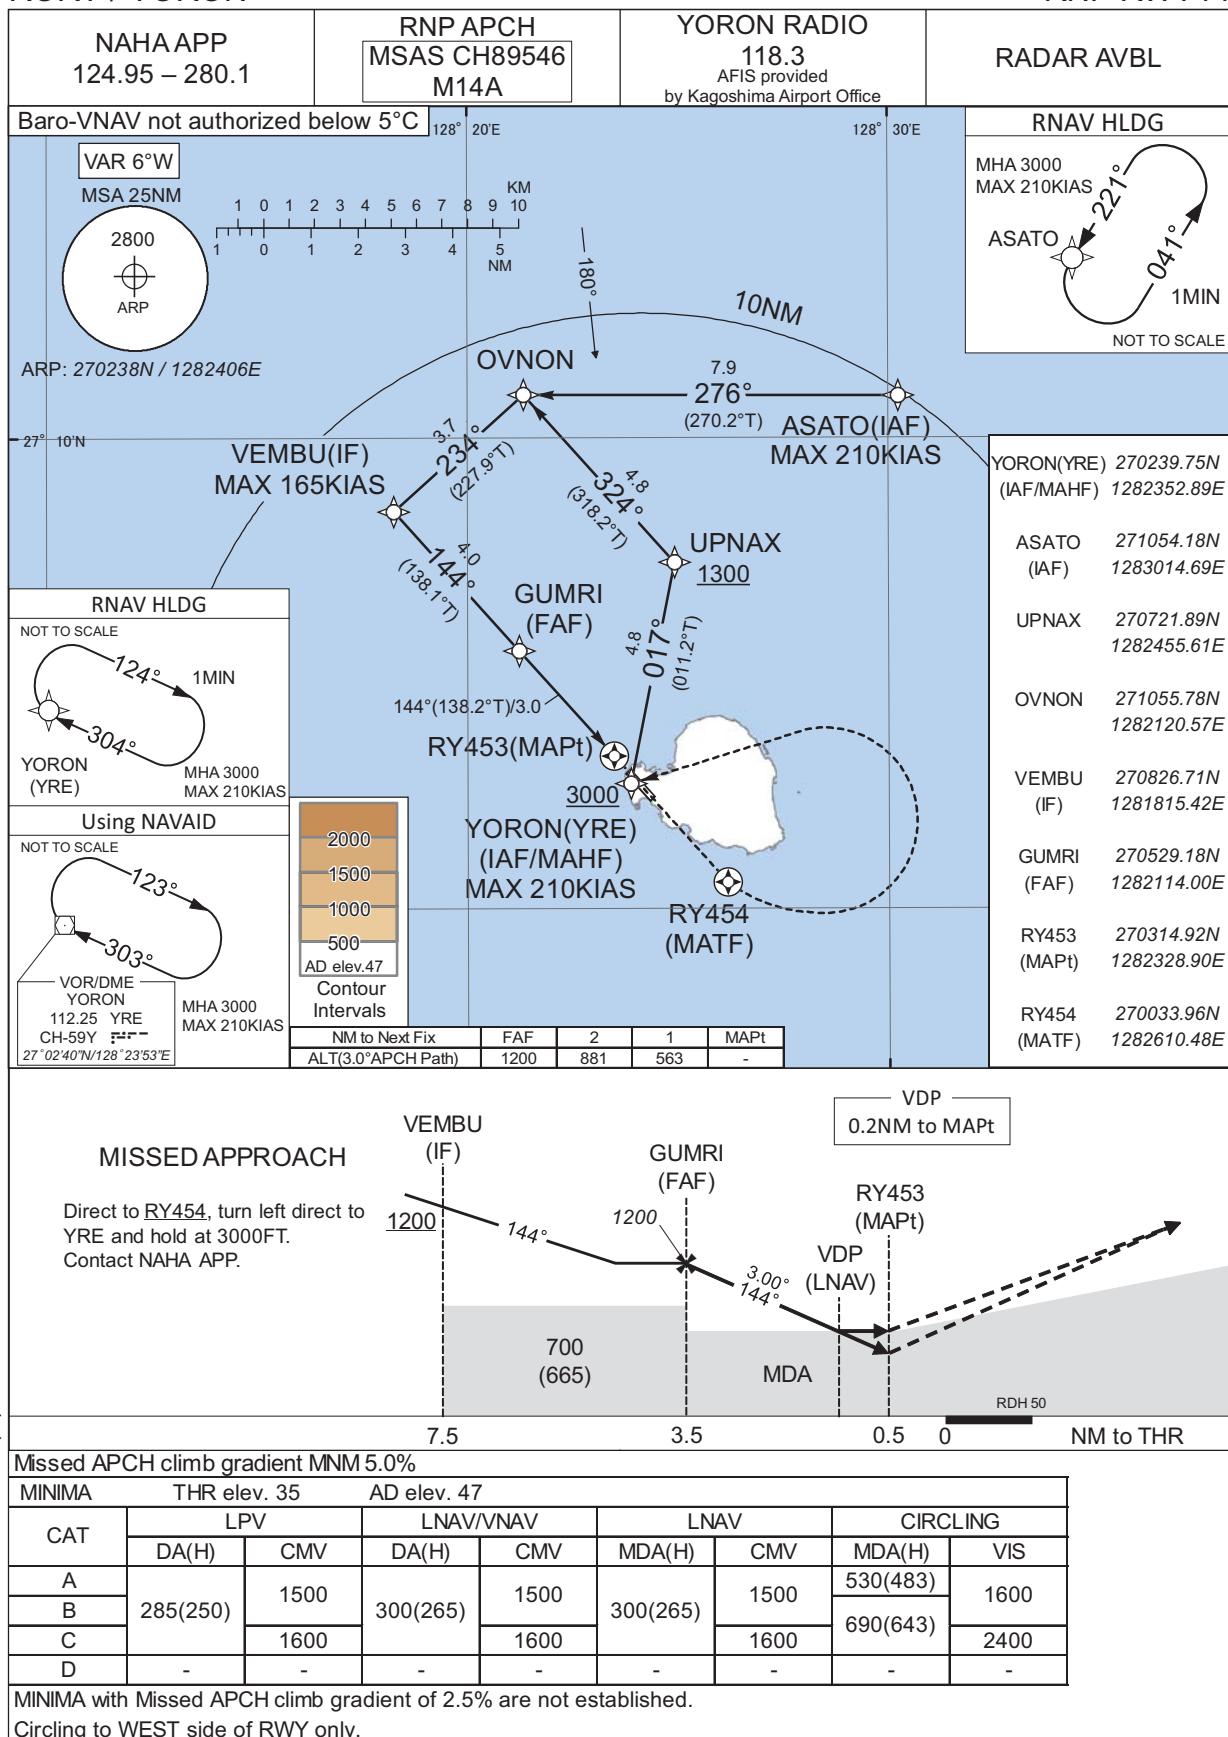 NAHA APP
124.95 – 280.1
RNP APCH
MSAS CH89546
M14A
YORON RADIO
118.3
AFIS provided
by Kagoshima Airport Office
RADAR AVBL
Baro-VNAV not authorized below 5°C
128° 20'E
128° 30'E
VAR 6°W
MSA 25NM
2800
ARP
ARP: 270238N / 1282406E
KM
1 0 1 2 3 4 5 6 7 8 9 10
1 0 1 2 3 4 5
NM
180°
10NM
RNAV HLDG
MHA 3000
MAX 210KIAS
221°
ASATO
041°
1MIN
NOT TO SCALE
OVNON
7.9
276°
(270.2°T)
ASATO(IAF)
MAX 210KIAS
27° 10'N
3.7
234°
(227.9°T)
VEMBU(IF)
MAX 165KIAS
4.8
324°
(318.2°T)
UPNAX
1300
4.0
144°
(138.1°T)
GUMRI
(FAF)
4.8
017°
(011.2°T)
144°(138.2°T)/3.0
RY453(MAPt)
3000
YORON(YRE)
(IAF/MAHF)
MAX 210KIAS
RY454
(MATF)
YORON(YRE) 270239.75N
(IAF/MAHF) 1282352.89E
ASATO 271054.18N
(IAF) 1283014.69E
UPNAX 270721.89N
1282455.61E
OVNON 271055.78N
1282120.57E
VEMBU 270826.71N
(IF) 1281815.42E
GUMRI 270529.18N
(FAF) 1282114.00E
RY453 270314.92N
(MAPt) 1282328.90E
RY454 270033.96N
(MATF) 1282610.48E
RNAV HLDG
NOT TO SCALE
124°
1MIN
304°
YORON
(YRE)
MHA 3000
MAX 210KIAS
Using NAVAID
NOT TO SCALE
123°
303°
VOR/DME
YORON
112.25 YRE
CH-59Y
27°02'40"N/128°23'53"E
MHA 3000
MAX 210KIAS
2000
1500
1000
500
AD elev.47
Contour
Intervals
NM to Next Fix FAF 2 1 MAPt
ALT(3.0°APCH Path) 1200 881 563 -
VDP
0.2NM to MAPt
MISSED APPROACH
Direct to RY454, turn left direct to
YRE and hold at 3000FT.
Contact NAHA APP.
VEMBU
(IF)
1200
144°
GUMRI
(FAF)
1200
3.00°
144°
VDP
(LNAV)
RY453
(MAPt)
700
(665)
MDA
RDH 50
7.5 3.5 0.5 0 NM to THR
Missed APCH climb gradient MNM 5.0%
MINIMA THR elev. 35 AD elev. 47
CAT LPV LNAV/VNAV LNAV CIRCLING
DA(H) CMV DA(H) CMV MDA(H) CMV MDA(H) VIS
A 285(250) 1500 300(265) 1500 300(265) 1500 530(483) 1600
B 690(643)
C 1600 1600 1600 2400
D - - - - - - - -
MINIMA with Missed APCH climb gradient of 2.5% are not established.
Circling to WEST side of RWY only.